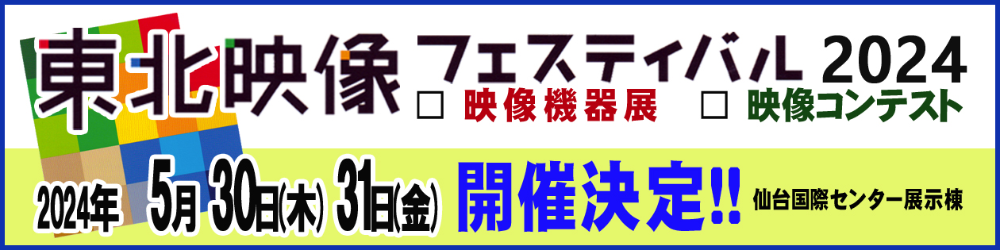 東北映像フェスティバル 2024
□ 映像機器展 □ 映像コンテスト
2024年 5月 30日(木) 31日(金) 開催決定!! 仙台国際センター展示棟